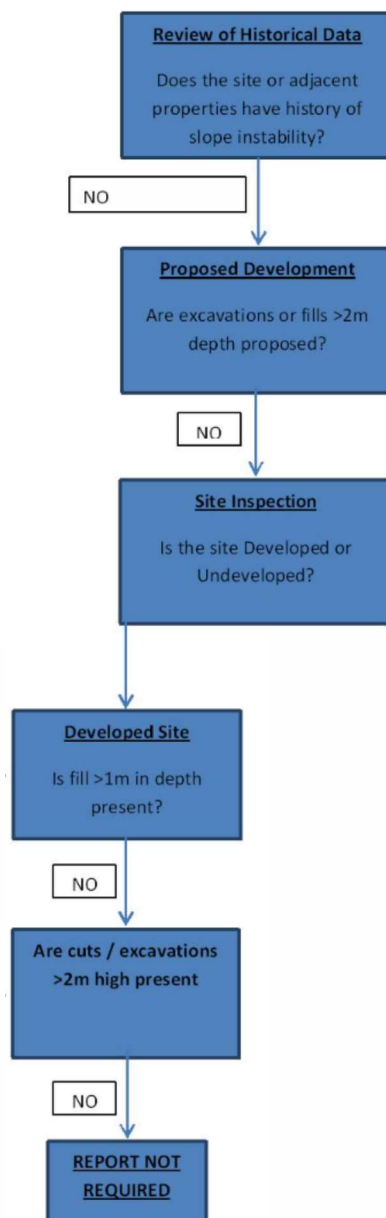 Review of Historical Data
Does the site or adjacent
properties have history of
slope instability?
NO
Proposed Development
Are excavations or fills >2m
depth proposed?
NO
Site Inspection
Is the site Developed or
Undeveloped?
Developed Site
Is fill >1m in depth
present?
NO
Are cuts / excavations
>2m high present
NO
REPORT NOT
REQUIRED